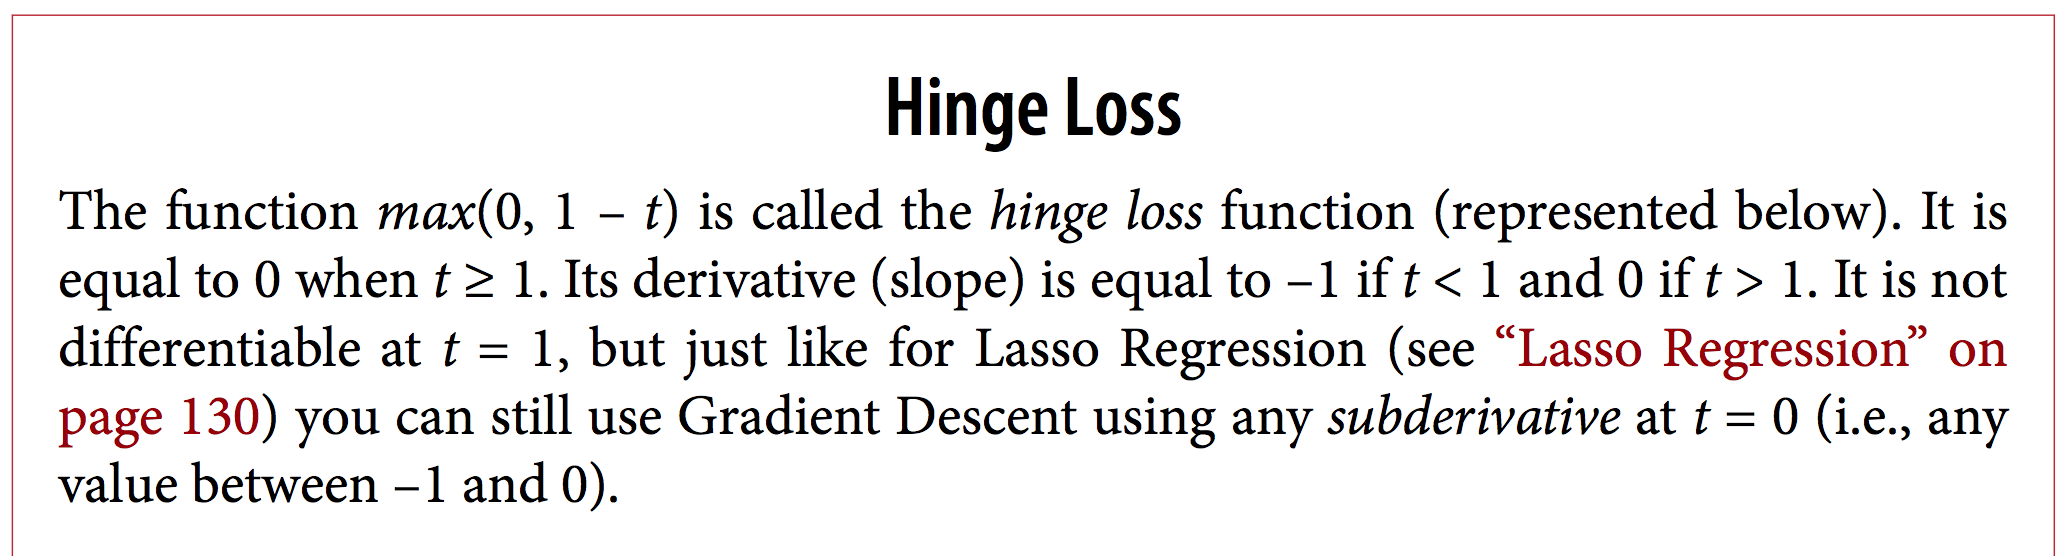 Hinge Loss
The function max(0, 1 – t) is called the hinge loss function (represented below). It is
equal to 0 when t ≥ 1. Its derivative (slope) is equal to –1 if t < 1 and 0 if t > 1. It is not
differentiable at t = 1, but just like for Lasso Regression (see “Lasso Regression” on
page 130) you can still use Gradient Descent using any subderivative at t = 0 (i.e., any
value between –1 and 0).